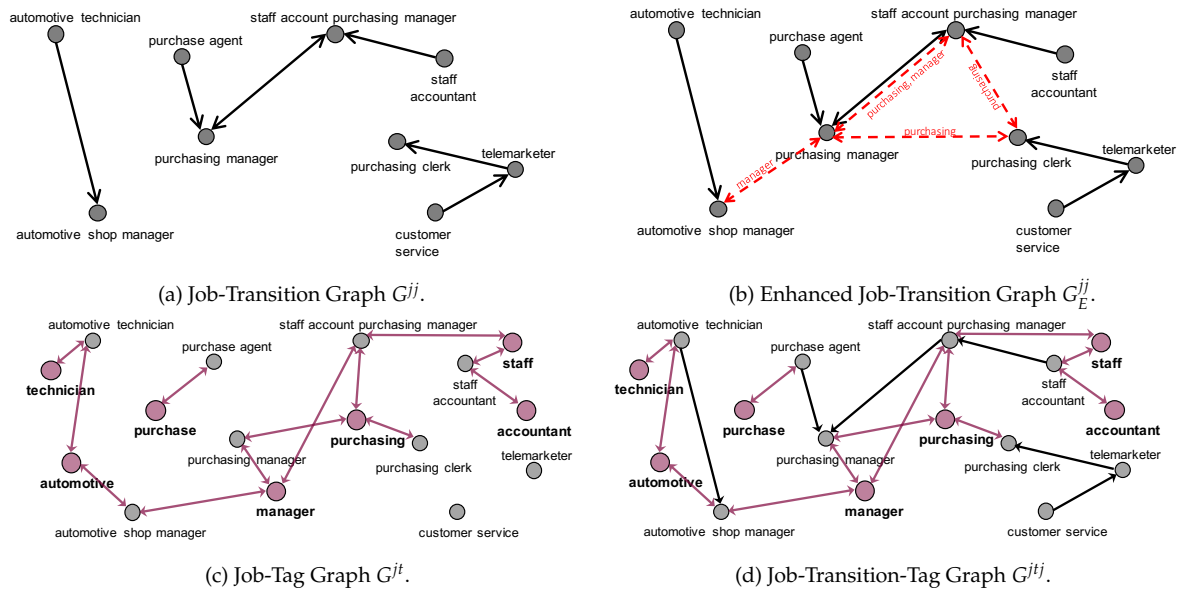 automotive technician
staff account purchasing manager
purchase agent
staff
accountant
purchasing manager
purchasing clerk
telemarketer
automotive shop manager
customer
service
(a) Job-Transition Graph G^{jj}.
automotive technician
staff account purchasing manager
purchase agent
staff
accountant
purchasing, manager
purchasing
purchasing
purchasing manager
purchasing clerk
telemarketer
manager
automotive shop manager
customer
service
(b) Enhanced Job-Transition Graph G_E^{jj}.
automotive technician
staff account purchasing manager
purchase agent
staff
technician
staff
accountant
purchase
purchasing
accountant
purchasing manager
purchasing clerk
telemarketer
automotive
manager
automotive shop manager
customer service
(c) Job-Tag Graph G^{jt}.
automotive technician
staff account purchasing manager
purchase agent
staff
technician
staff
accountant
purchase
purchasing
accountant
purchasing manager
purchasing clerk
telemarketer
automotive
manager
automotive shop manager
customer service
(d) Job-Transition-Tag Graph G^{jtj}.